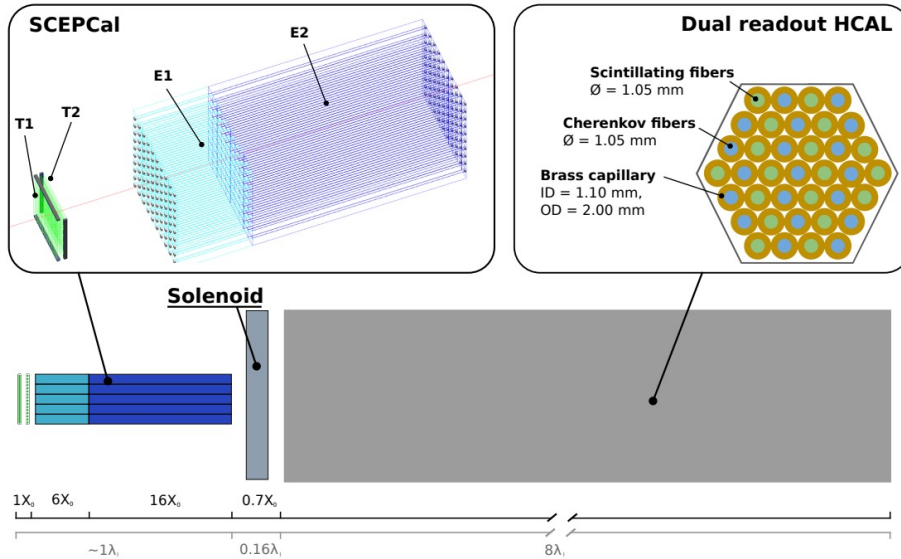 SCEPCal
E2
E1
T2
T1
Dual readout HCAL
Scintillating fibers
Ø = 1.05 mm
Cherenkov fibers
Ø = 1.05 mm
Brass capillary
ID = 1.10 mm,
OD = 2.00 mm
Solenoid
1X₀ 6X₀ 16X₀ 0.7X₀
~1λᵢ 0.16λᵢ 8λᵢ